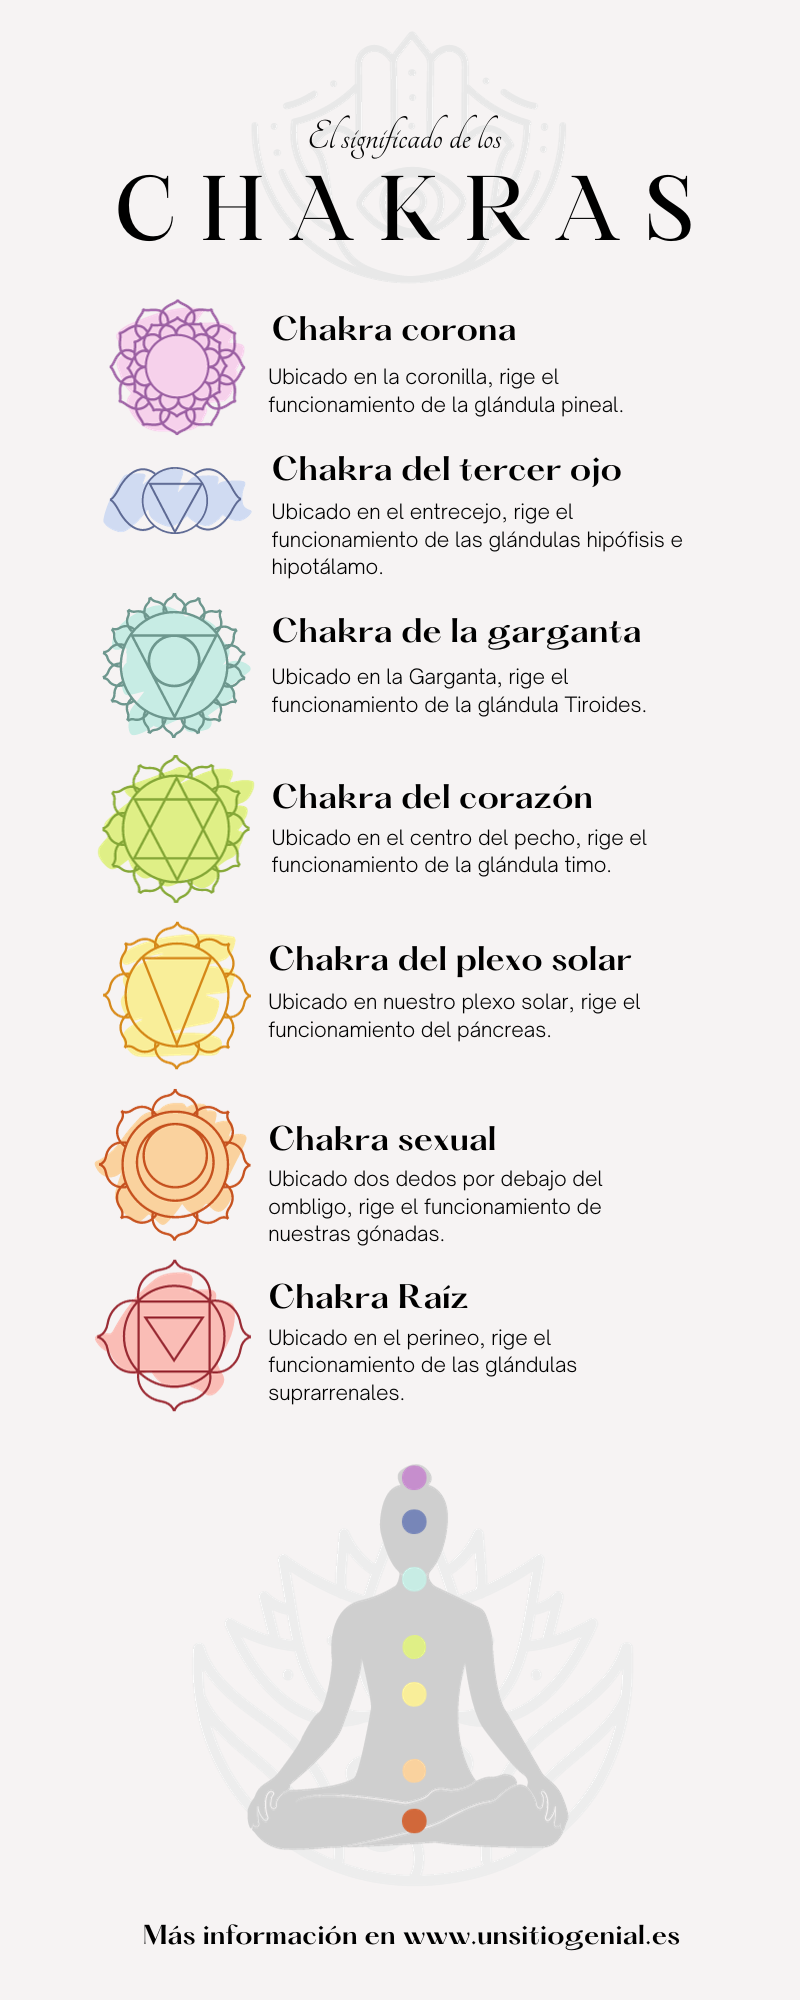 El significado de los
CHAKRAS
Chakra corona
Ubicado en la coronilla, rige el
funcionamiento de la glándula pineal.
Chakra del tercer ojo
Ubicado en el entrecejo, rige el
funcionamiento de las glándulas hipófisis e
hipotálamo.
Chakra de la garganta
Ubicado en la Garganta, rige el
funcionamiento de la glándula Tiroides.
Chakra del corazón
Ubicado en el centro del pecho, rige el
funcionamiento de la glándula timo.
Chakra del plexo solar
Ubicado en nuestro plexo solar, rige el
funcionamiento del páncreas.
Chakra sexual
Ubicado dos dedos por debajo del
ombligo, rige el funcionamiento de
nuestras gónadas.
Chakra Raíz
Ubicado en el perineo, rige el
funcionamiento de las glándulas
suprarrenales.
Más información en www.unsitiogenial.es